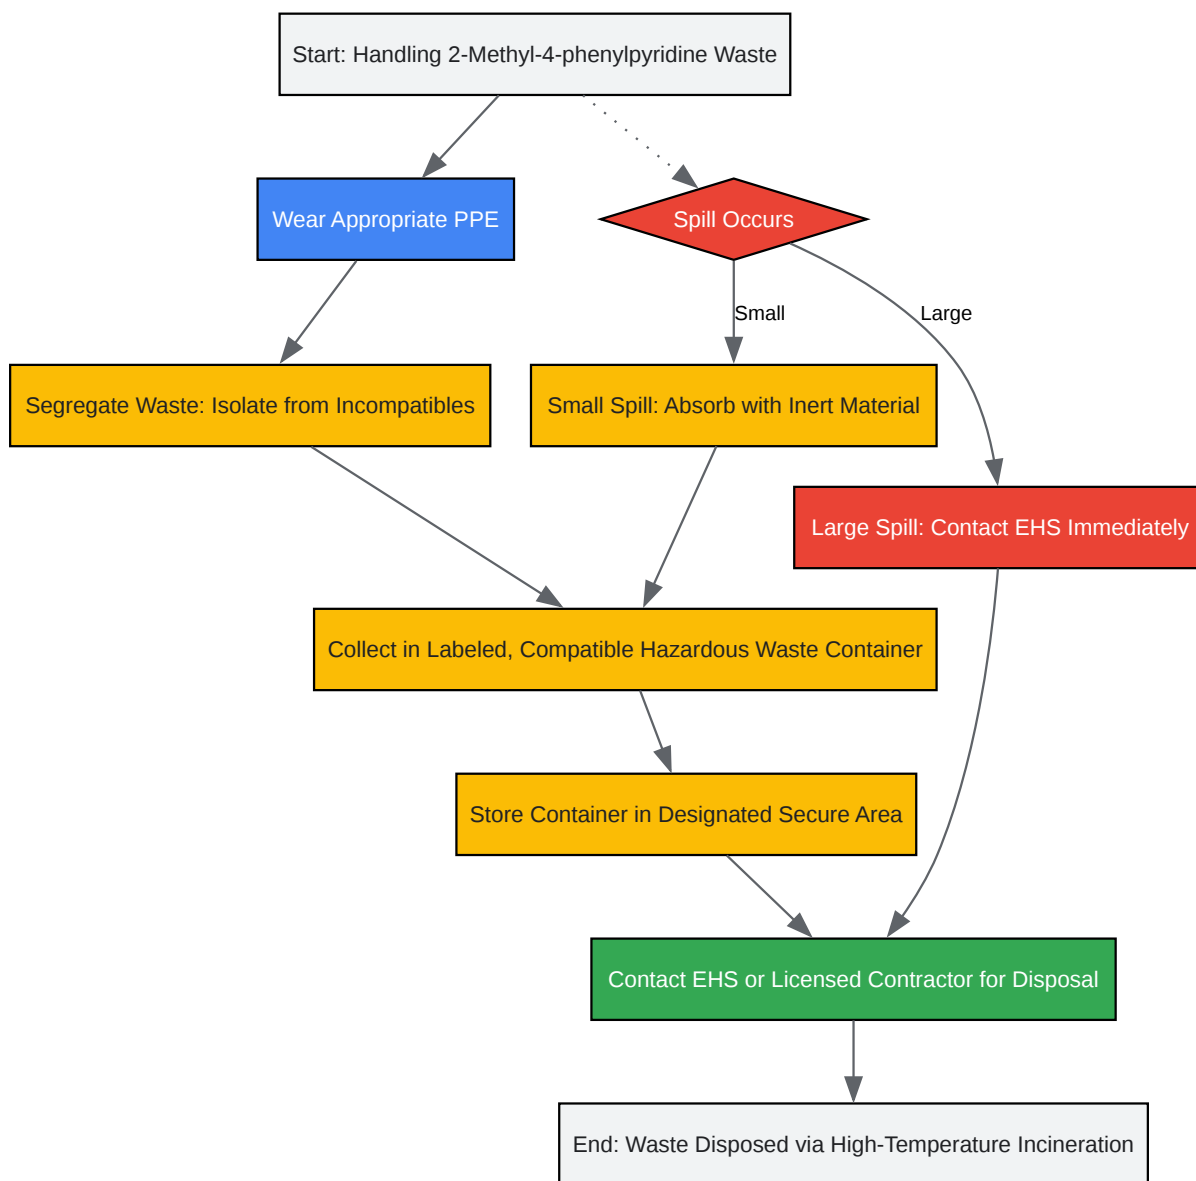 Start: Handling 2-Methyl-4-phenylpyridine Waste
Wear Appropriate PPE
Spill Occurs
Small
Large
Segregate Waste: Isolate from Incompatibles
Small Spill: Absorb with Inert Material
Large Spill: Contact EHS Immediately
Collect in Labeled, Compatible Hazardous Waste Container
Store Container in Designated Secure Area
Contact EHS or Licensed Contractor for Disposal
End: Waste Disposed via High-Temperature Incineration